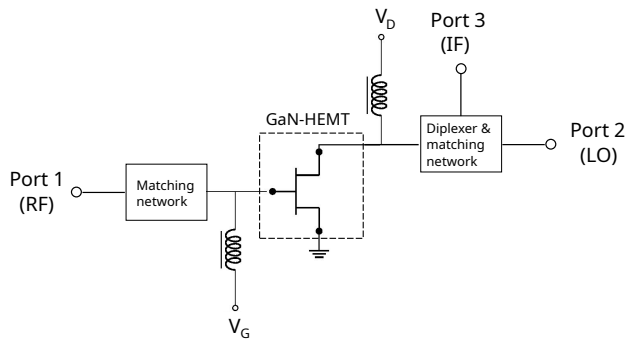 V_D
Port 3
(IF)
GaN-HEMT
Diplexer &
matching
network
Port 2
(LO)
Port 1
(RF)
Matching
network
V_G